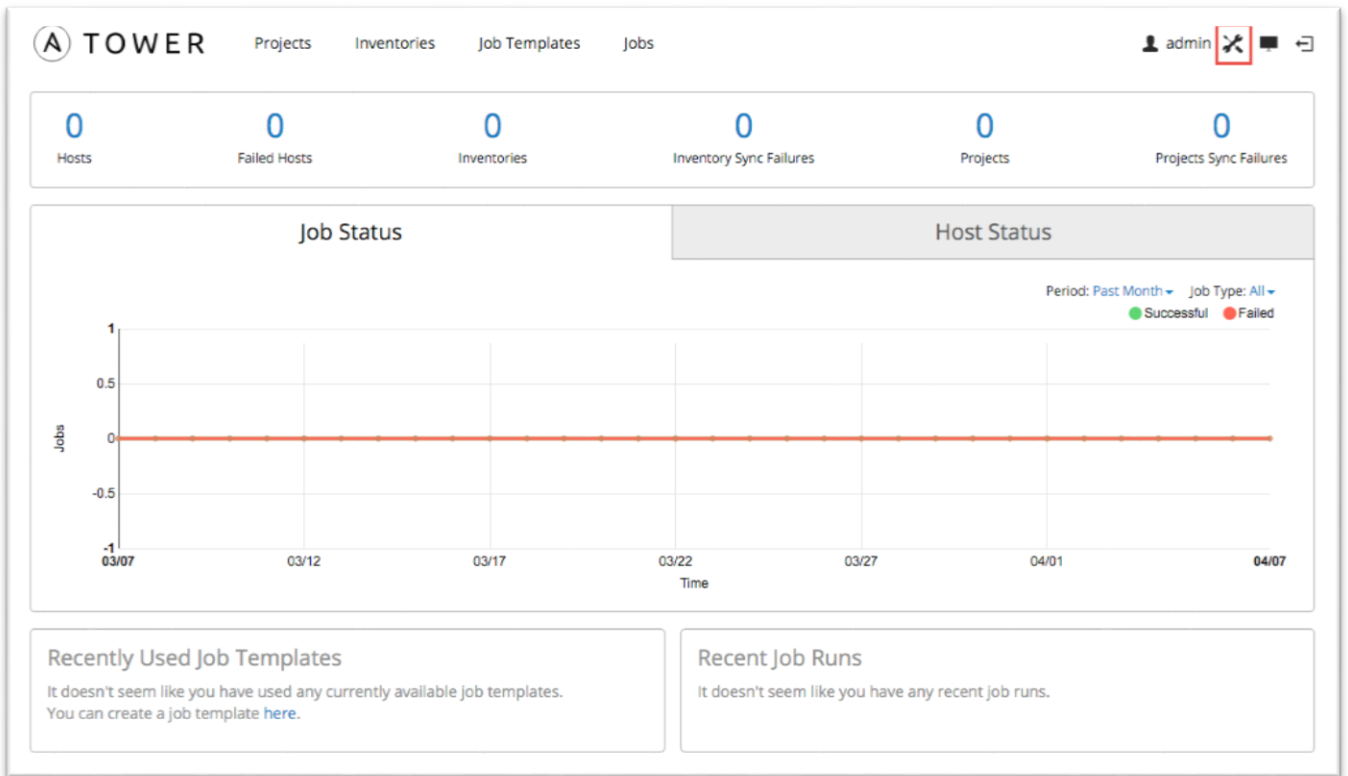 A TOWER Projects Inventories Job Templates Jobs admin
0 0 0 0 0 0
Hosts Failed Hosts Inventories Inventory Sync Failures Projects Projects Sync Failures
Job Status Host Status
Period: Past Month Job Type: All
Successful Failed
1
0.5
0
-0.5
-1
Jobs
03/07 03/12 03/17 03/22 03/27 04/01 04/07
Time
Recently Used Job Templates
It doesn't seem like you have used any currently available job templates.
You can create a job template here.
Recent Job Runs
It doesn't seem like you have any recent job runs.